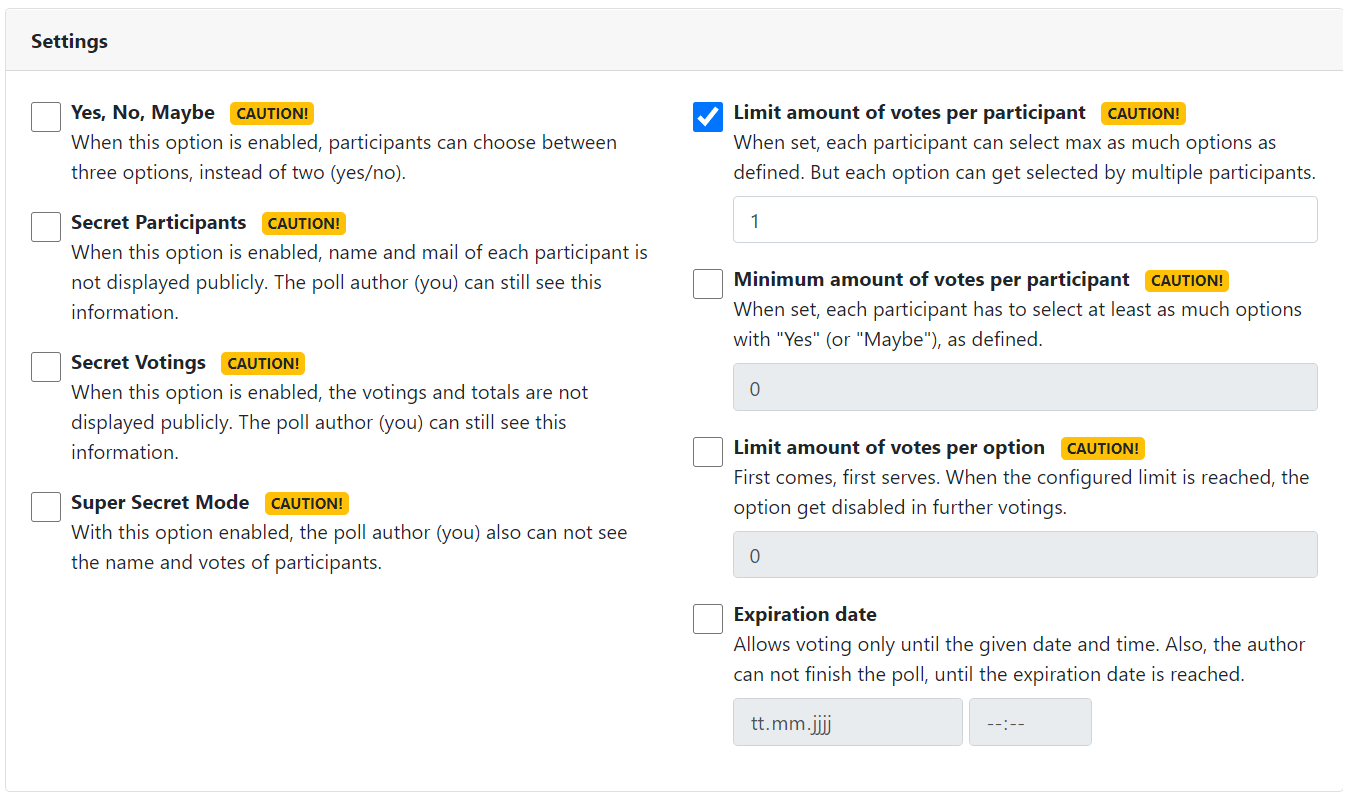 Settings
Yes, No, Maybe CAUTION!
When this option is enabled, participants can choose between
three options, instead of two (yes/no).
Secret Participants CAUTION!
When this option is enabled, name and mail of each participant is
not displayed publicly. The poll author (you) can still see this
information.
Secret Votings CAUTION!
When this option is enabled, the votings and totals are not
displayed publicly. The poll author (you) can still see this
information.
Super Secret Mode CAUTION!
With this option enabled, the poll author (you) also can not see
the name and votes of participants.
Limit amount of votes per participant CAUTION!
When set, each participant can select max as much options as
defined. But each option can get selected by multiple participants.
1
Minimum amount of votes per participant CAUTION!
When set, each participant has to select at least as much options
with "Yes" (or "Maybe"), as defined.
0
Limit amount of votes per option CAUTION!
First comes, first serves. When the configured limit is reached, the
option get disabled in further votings.
0
Expiration date
Allows voting only until the given date and time. Also, the author
can not finish the poll, until the expiration date is reached.
tt.mm.jjjj --:--